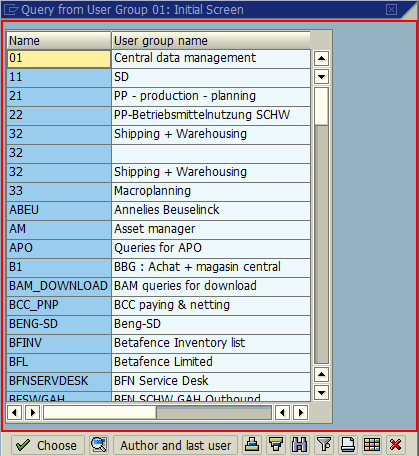 Query from User Group 01: Initial Screen
Name User group name
01 Central data management
11 SD
21 PP - production - planning
22 PP-Betriebsmittelnutzung SCHW
32 Shipping + Warehousing
32
32 Shipping + Warehousing
33 Macroplanning
ABEU Annelies Beuselinck
AM Asset manager
APO Queries for APO
B1 BBG : Achat + magasin central
BAM_DOWNLOAD BAM queries for download
BCC_PNP BCC paying & netting
BENG-SD Beng-SD
BFINV Betafence Inventory list
BFL Betafence Limited
BFNSERVDESK BFN Service Desk
BFSWGAH BFN SCHW GAH Outbound
Choose Author and last user